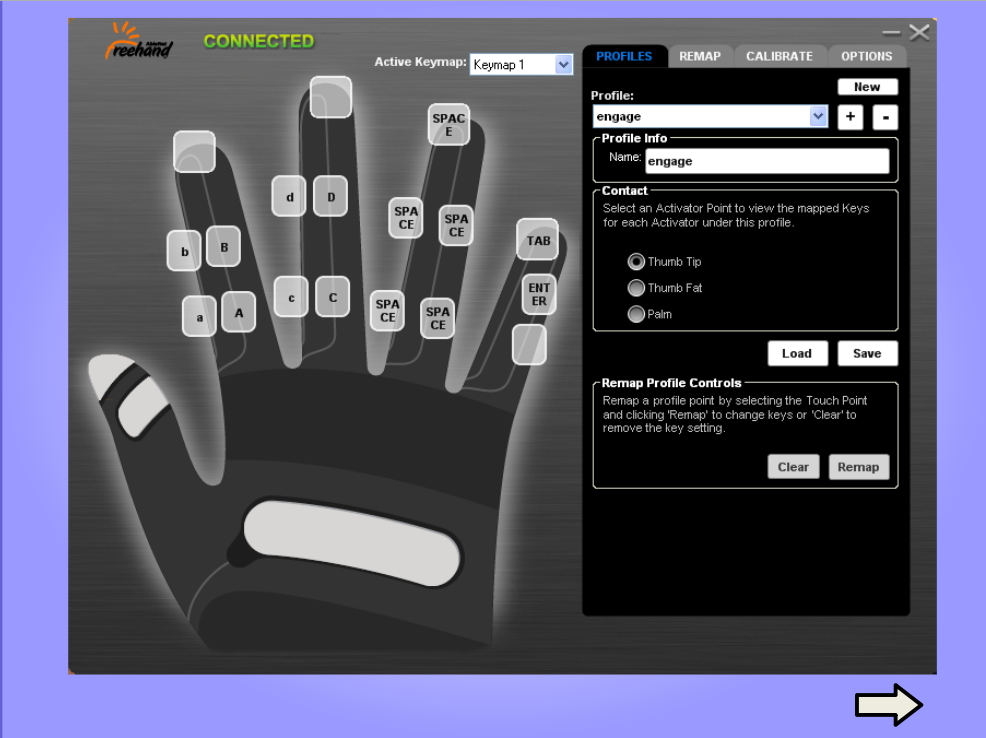 AbleNet
freehand
CONNECTED
Active Keymap: Keymap 1
PROFILES REMAP CALIBRATE OPTIONS
New
Profile:
engage
+ -
Profile Info
Name: engage
Contact
Select an Activator Point to view the mapped Keys
for each Activator under this profile.
Thumb Tip
Thumb Fat
Palm
Load Save
Remap Profile Controls
Remap a profile point by selecting the Touch Point
and clicking 'Remap' to change keys or 'Clear' to
remove the key setting.
Clear Remap
SPAC
E
d D
SPA
CE
SPA
CE
TAB
b B
ENT
ER
c C
SPA
CE
SPA
CE
a A